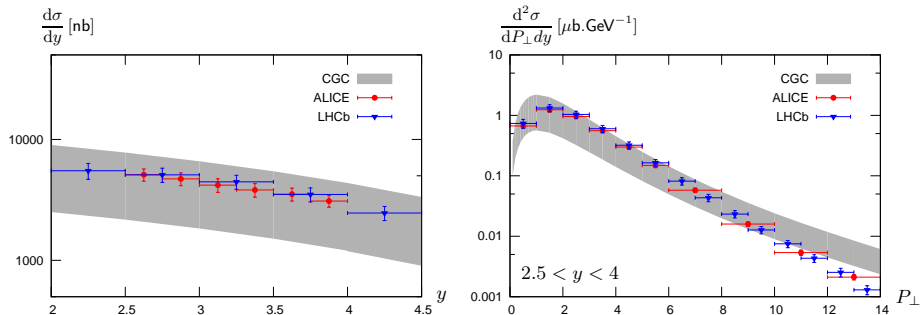 dσ
dy [nb]
CGC
ALICE
LHCb
10000
1000
2 2.5 3 3.5 4 4.5 y
d²σ
dP⊥dy [μb.GeV⁻¹]
10
1
0.1
0.01
0.001
CGC
ALICE
LHCb
2.5 < y < 4
0 2 4 6 8 10 12 14 P⊥